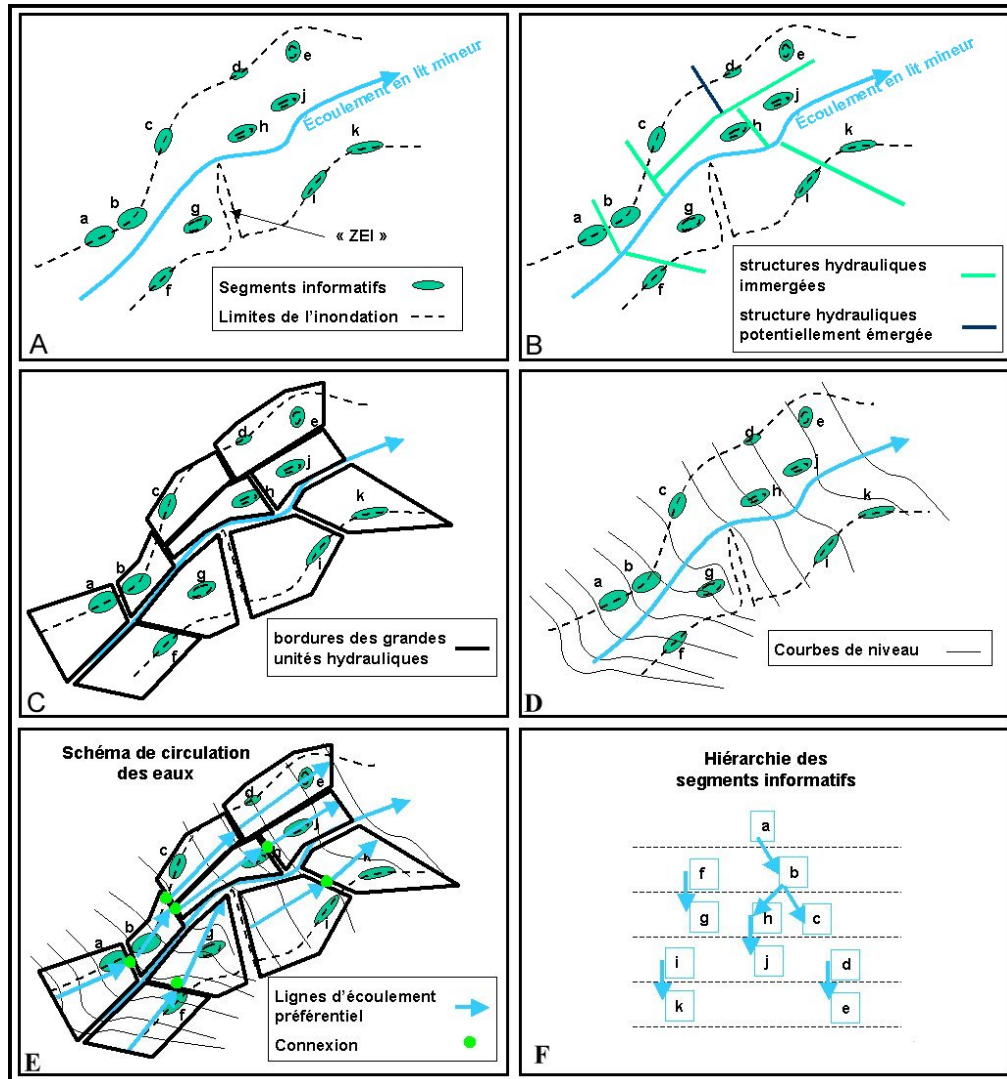 d
e
Écoulement en lit mineur
j
c
h
k
b
g
a
i
« ZEI »
f
Segments informatifs
Limites de l'inondation
A
d
e
Écoulement en lit mineur
j
c
h
k
b
g
a
i
f
structures hydrauliques
immergées
structure hydrauliques
potentiellement émergée
B
d
e
j
c
h
k
b
a
g
i
f
bordures des grandes
unités hydrauliques
C
d
e
j
c
h
k
b
a
g
i
f
Courbes de niveau
D
Schéma de circulation
des eaux
d
e
j
c
h
k
b
g
a
i
f
Lignes d'écoulement
préférentiel
Connexion
E
Hiérarchie des
segments informatifs
a
f
b
g
h
c
i
j
d
k
e
F